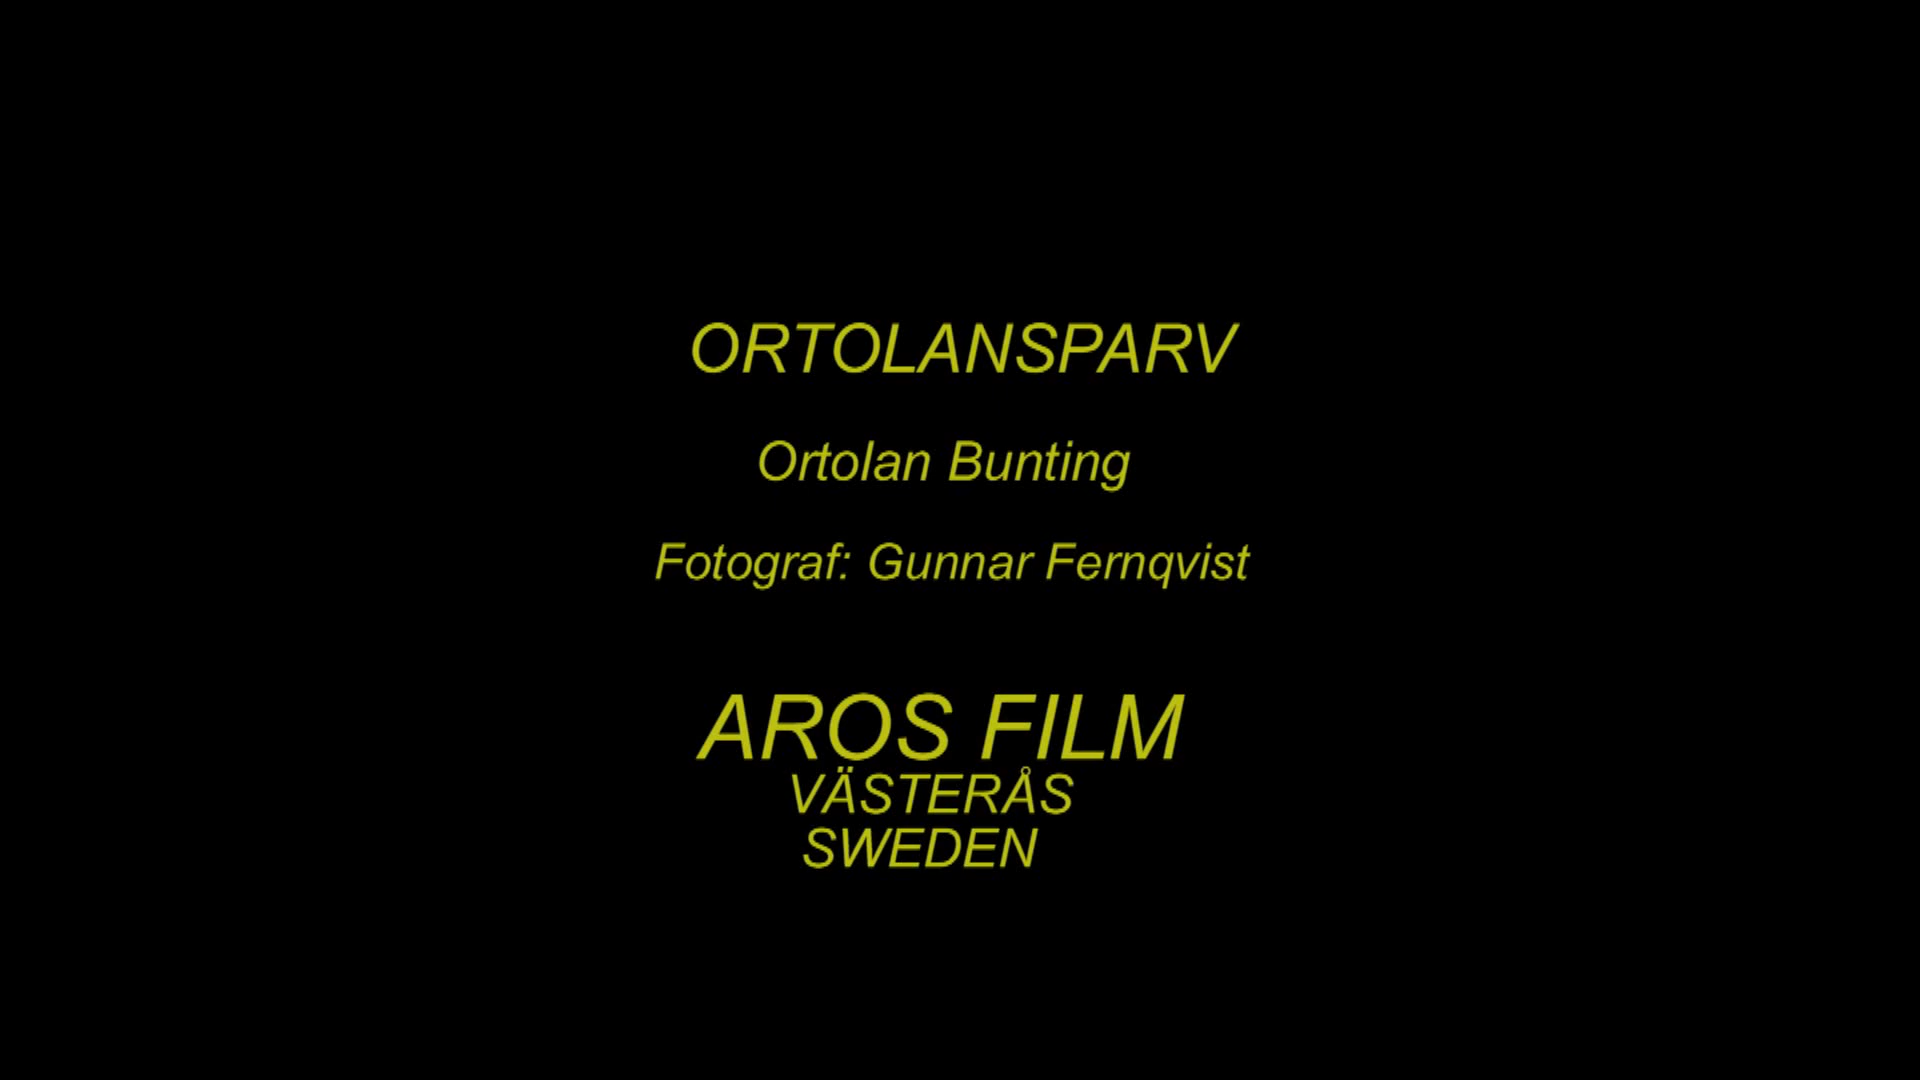 ORTOLANSPARV
Ortolan Bunting
Fotograf: Gunnar Fernqvist
AROS FILM
VÄSTERÅS
SWEDEN